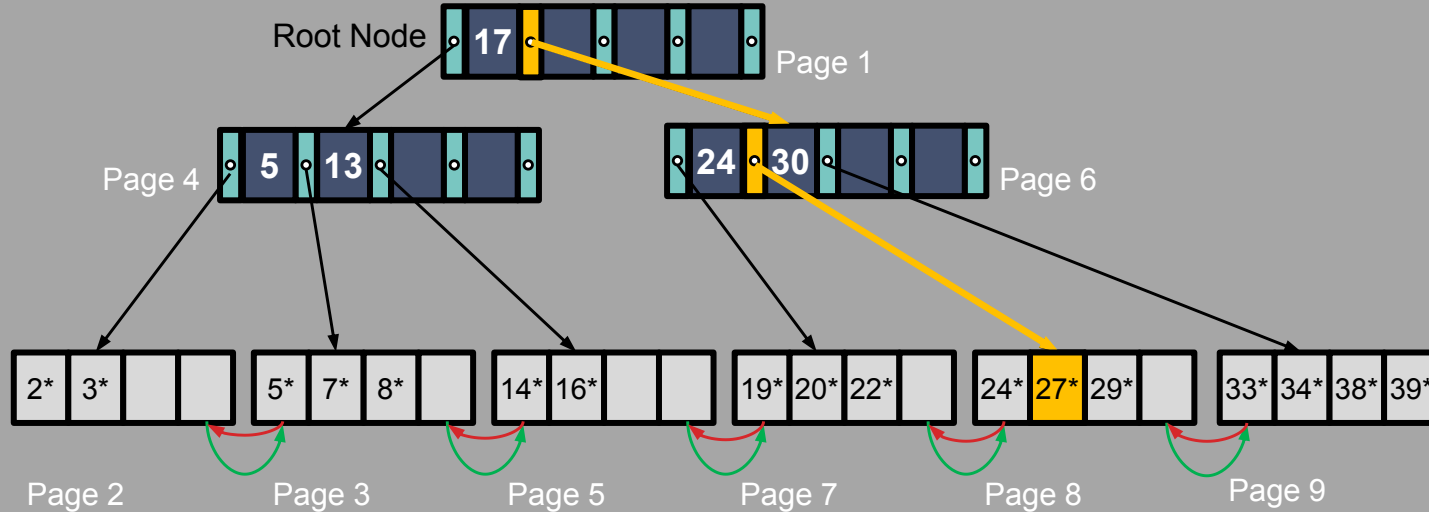 Root Node
17
Page 1
Page 4
5 13
24 30
Page 6
2* 3*
5* 7* 8*
14* 16*
19* 20* 22*
24* 27* 29*
33* 34* 38* 39*
Page 2
Page 3
Page 5
Page 7
Page 8
Page 9